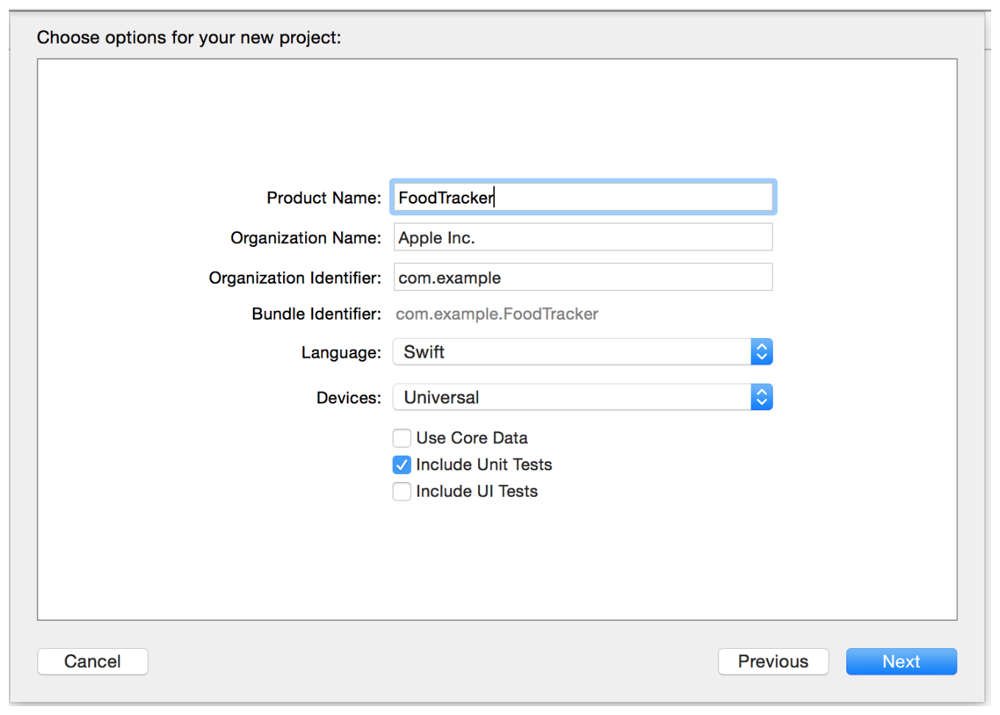 Choose options for your new project:
Product Name: FoodTracker
Organization Name: Apple Inc.
Organization Identifier: com.example
Bundle Identifier: com.example.FoodTracker
Language: Swift
Devices: Universal
Use Core Data
Include Unit Tests
Include UI Tests
Cancel Previous Next